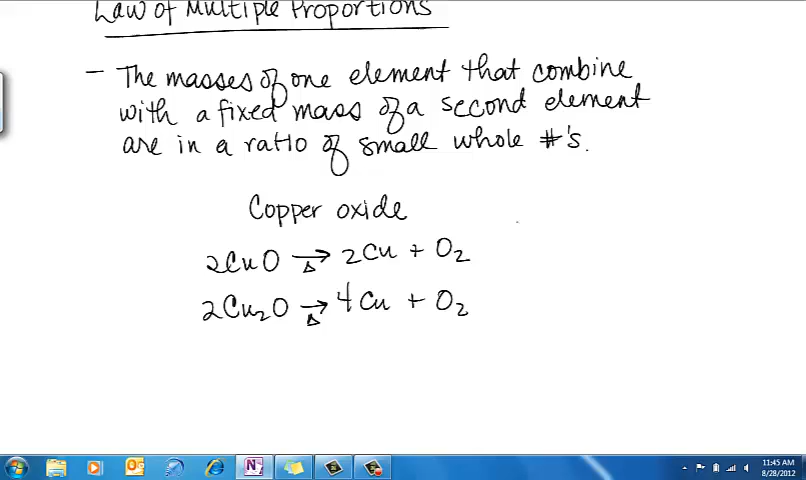 Law of Multiple Proportions
– The masses of one element that combine
with a fixed mass of a second element
are in a ratio of small whole #'s.
Copper oxide
2CuO →Δ 2Cu + O₂
2Cu₂O →Δ 4Cu + O₂
11:45 AM
8/28/2012